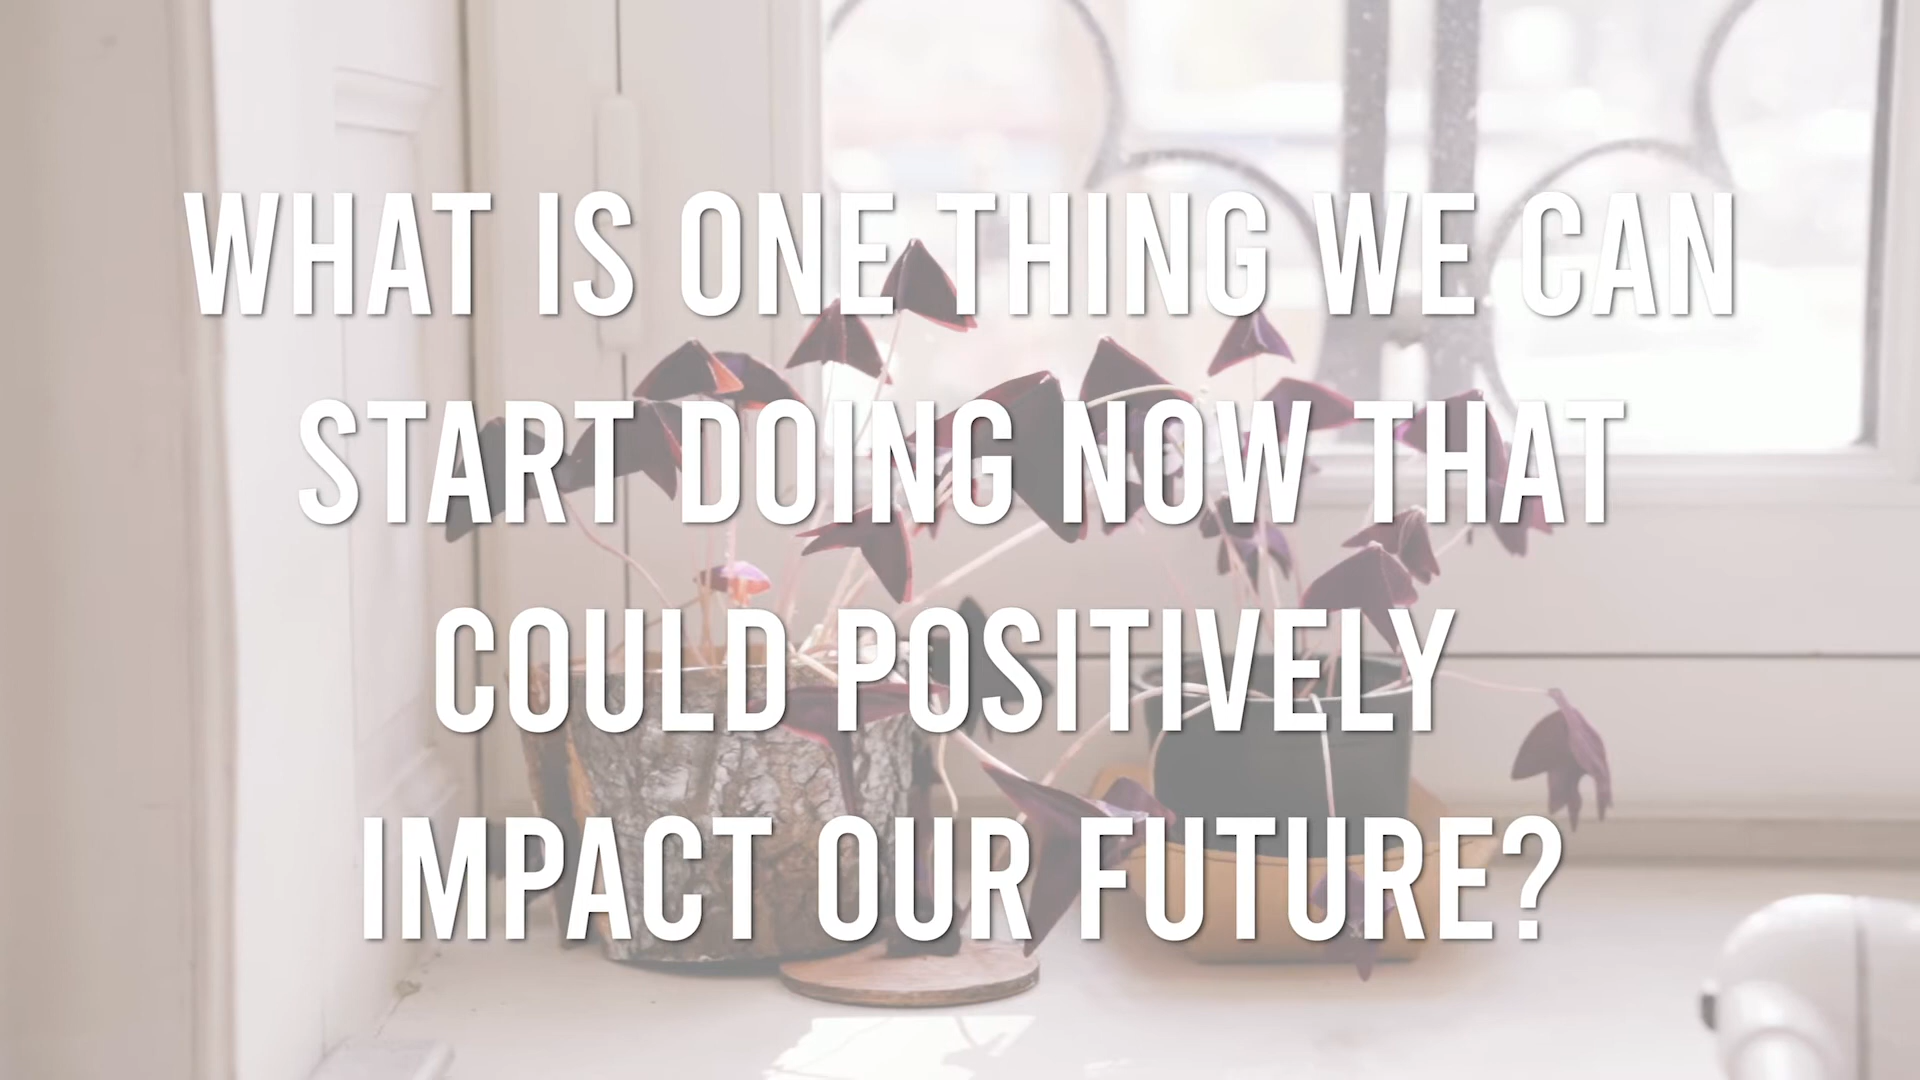 WHAT IS ONE THING WE CAN
START DOING NOW THAT
COULD POSITIVELY
IMPACT OUR FUTURE?